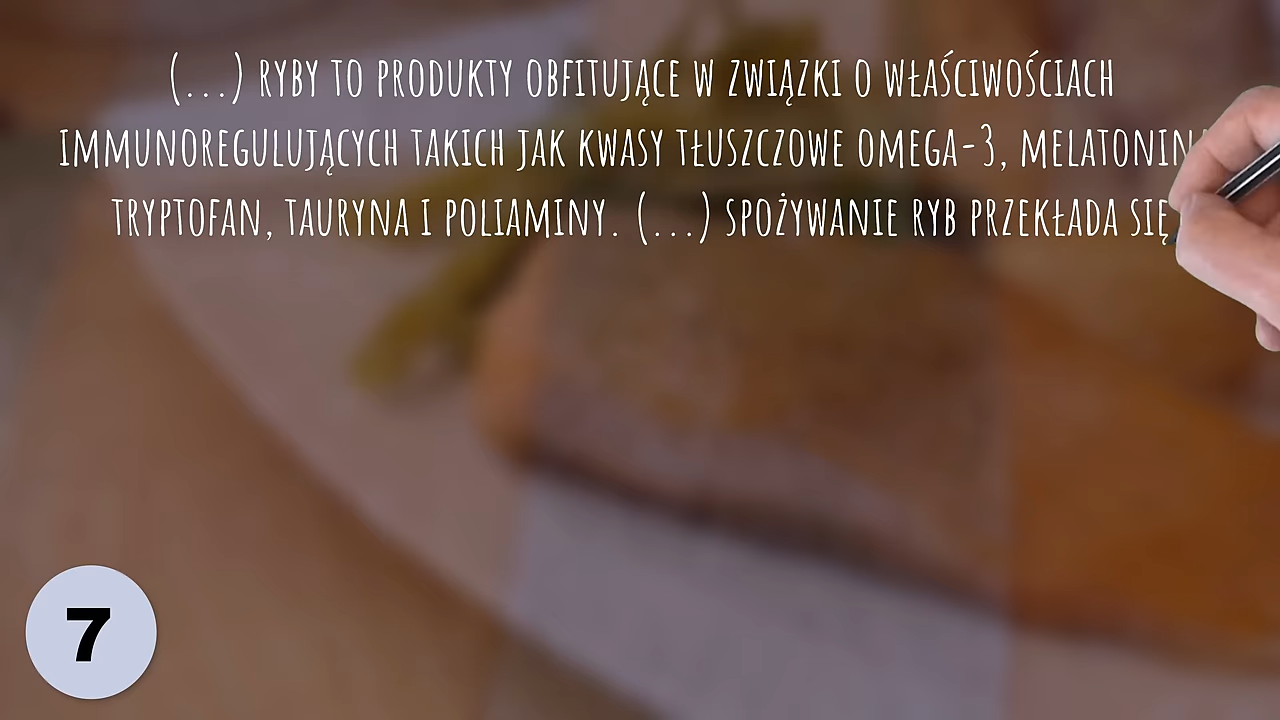 (...) RYBY TO PRODUKTY OBFITUJĄCE W ZWIĄZKI O WŁAŚCIWOŚCIACH
IMMUNOREGULUJĄCYCH TAKICH JAK KWASY TŁUSZCZOWE OMEGA-3,
TRYPTOFAN, TAURYNA I POLIAMINY. (...) SPOŻYWANIE RYB PRZEKŁADA SIĘ
7